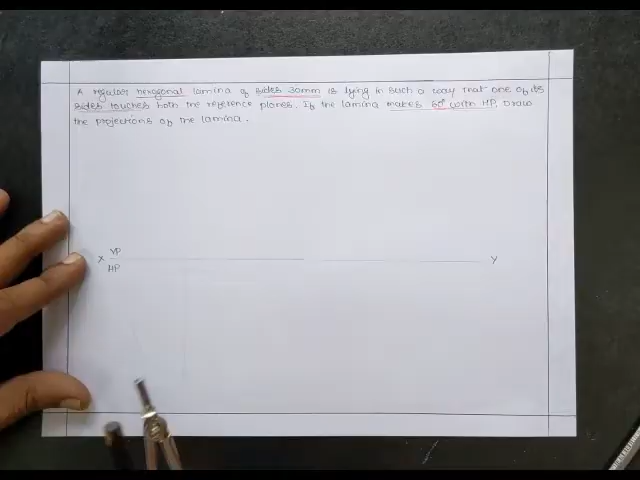 A regular hexagonal lamina of sides 30mm is lying in such a way that one of its
sides touches both the reference planes. If the lamina makes 60° with HP, Draw
the projections of the lamina.
X VP Y
HP